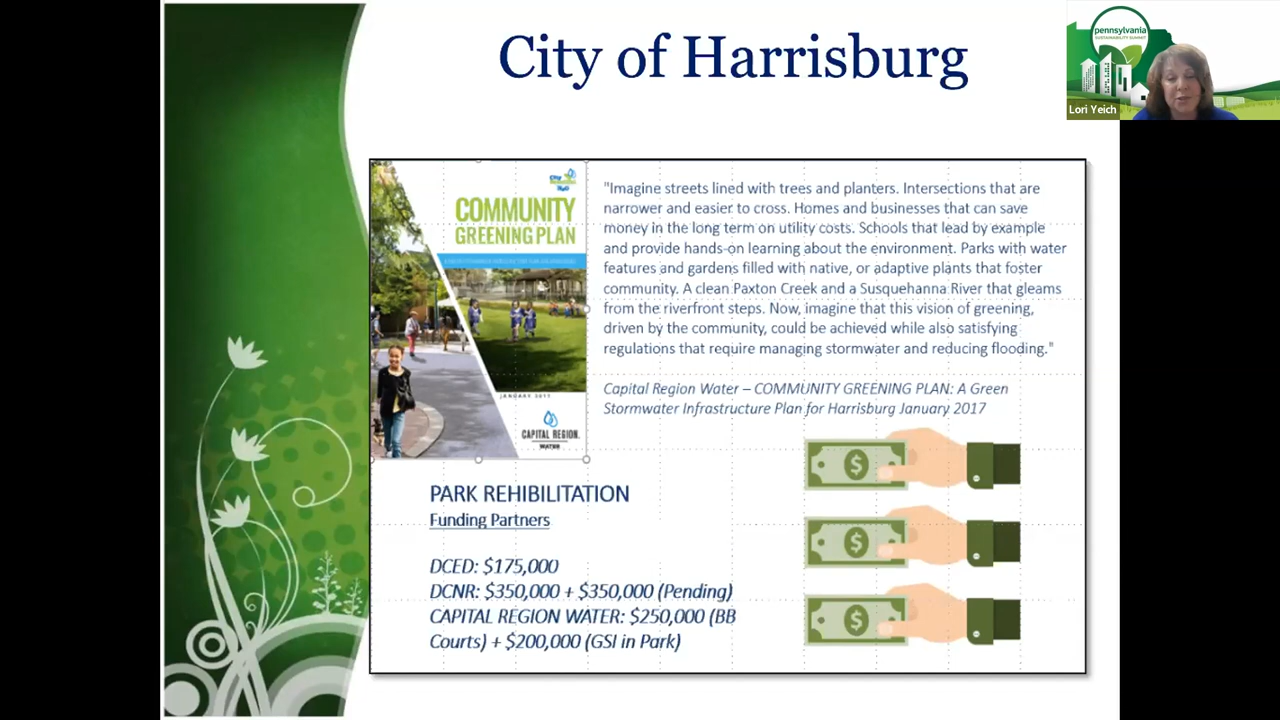 City of Harrisburg
pennsylvania
SUSTAINABILITY SUMMIT
Lori Yeich
COMMUNITY
GREENING PLAN
JANUARY 2017
CAPITAL REGION
WATER
"Imagine streets lined with trees and planters. Intersections that are
narrower and easier to cross. Homes and businesses that can save
money in the long term on utility costs. Schools that lead by example
and provide hands-on learning about the environment. Parks with water
features and gardens filled with native, or adaptive plants that foster
community. A clean Paxton Creek and a Susquehanna River that gleams
from the riverfront steps. Now, imagine that this vision of greening,
driven by the community, could be achieved while also satisfying
regulations that require managing stormwater and reducing flooding."
Capital Region Water – COMMUNITY GREENING PLAN: A Green
Stormwater Infrastructure Plan for Harrisburg January 2017
PARK REHIBILITATION
Funding Partners
DCED: $175,000
DCNR: $350,000 + $350,000 (Pending)
CAPITAL REGION WATER: $250,000 (BB
Courts) + $200,000 (GSI in Park)
$
$
$